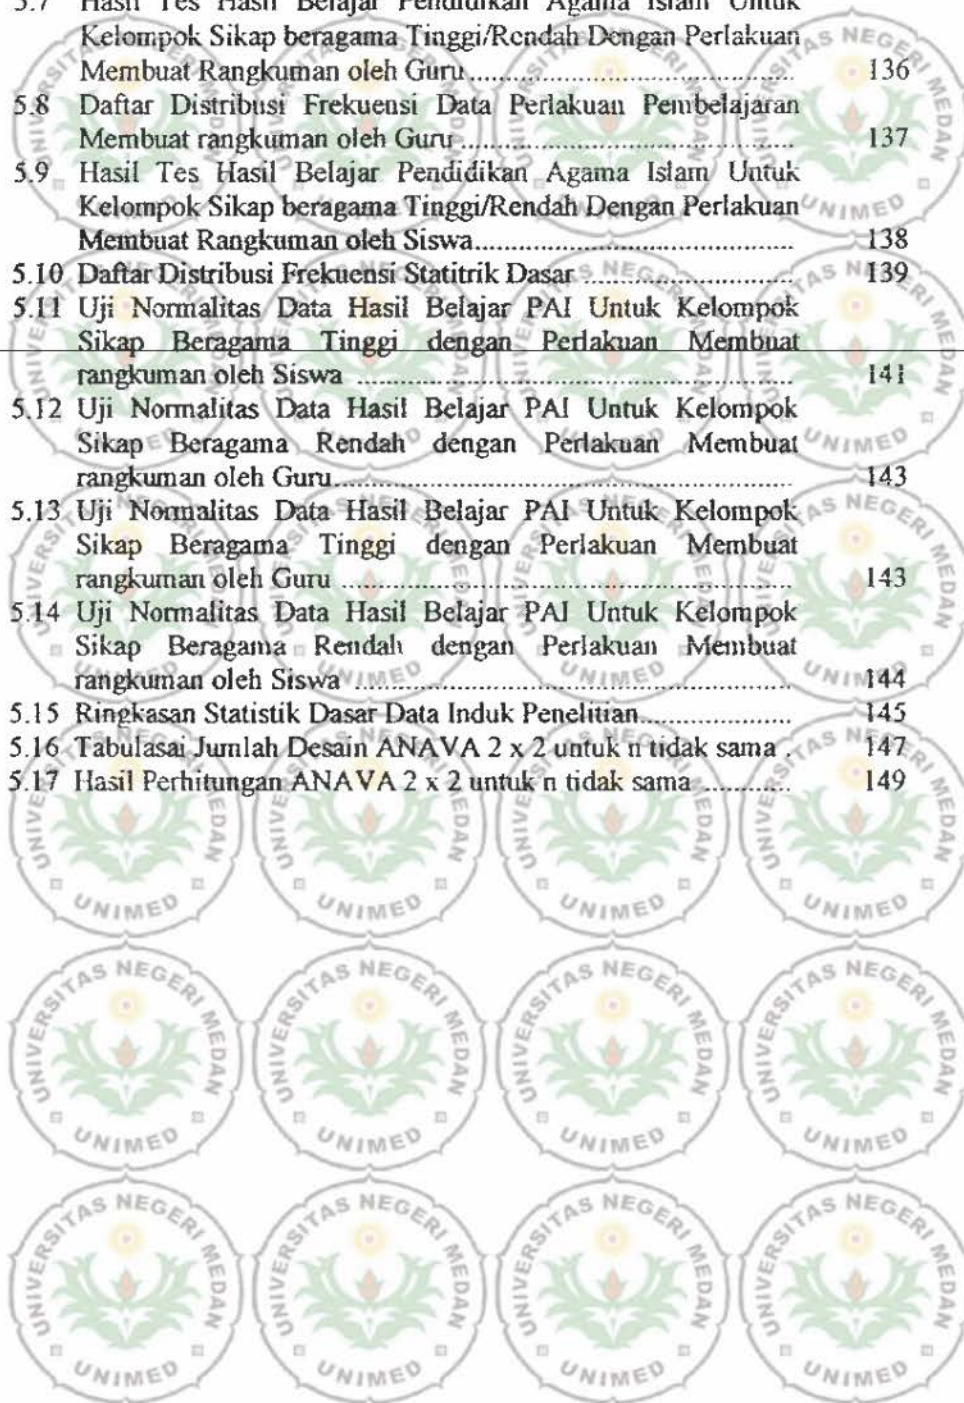 5.7 Hasil Tes Hasil Belajar Pendidikan Agama Islam Untuk
Kelompok Sikap beragama Tinggi/Rendah Dengan Perlakuan
Membuat Rangkuman oleh Guru ............................................ 136
5.8 Daftar Distribusi Frekuensi Data Perlakuan Pembelajaran
Membuat rangkuman oleh Guru ............................................ 137
5.9 Hasil Tes Hasil Belajar Pendidikan Agama Islam Untuk
Kelompok Sikap beragama Tinggi/Rendah Dengan Perlakuan
Membuat Rangkuman oleh Siswa............................................ 138
5.10 Daftar Distribusi Frekuensi Statitrik Dasar ............................. 139
5.11 Uji Normalitas Data Hasil Belajar PAI Untuk Kelompok
Sikap Beragama Tinggi dengan Perlakuan Membuat
rangkuman oleh Siswa ............................................................ 141
5.12 Uji Normalitas Data Hasil Belajar PAI Untuk Kelompok
Sikap Beragama Rendah dengan Perlakuan Membuat
rangkuman oleh Guru............................................................... 143
5.13 Uji Normalitas Data Hasil Belajar PAI Untuk Kelompok
Sikap Beragama Tinggi dengan Perlakuan Membuat
rangkuman oleh Guru .............................................................. 143
5.14 Uji Normalitas Data Hasil Belajar PAI Untuk Kelompok
Sikap Beragama Rendah dengan Perlakuan Membuat
rangkuman oleh Siswa ............................................................ 144
5.15 Ringkasan Statistik Dasar Data Induk Penelitian..................... 145
5.16 Tabulasai Jumlah Desain ANAVA 2 x 2 untuk n tidak sama . 147
5.17 Hasil Perhitungan ANAVA 2 x 2 untuk n tidak sama ............ 149
UNIVERSITAS NEGERI MEDAN
UNIMED